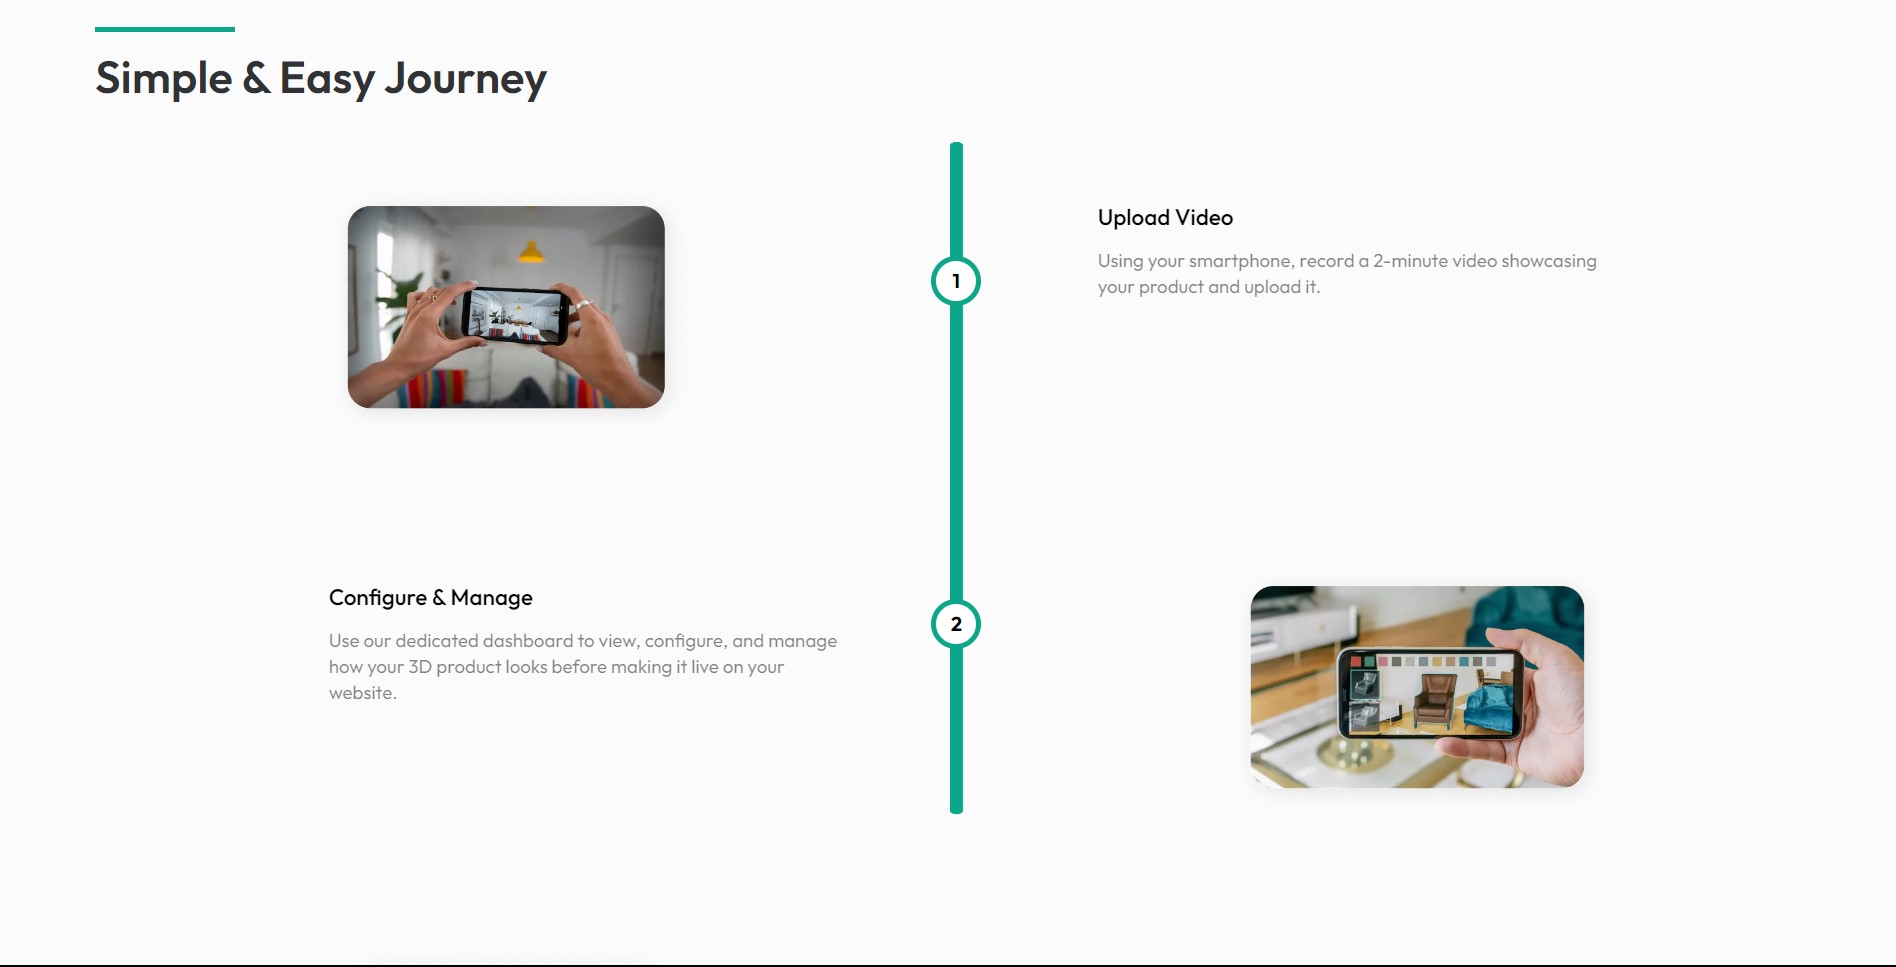 Simple & Easy Journey
1
Upload Video
Using your smartphone, record a 2-minute video showcasing
your product and upload it.
2
Configure & Manage
Use our dedicated dashboard to view, configure, and manage
how your 3D product looks before making it live on your
website.